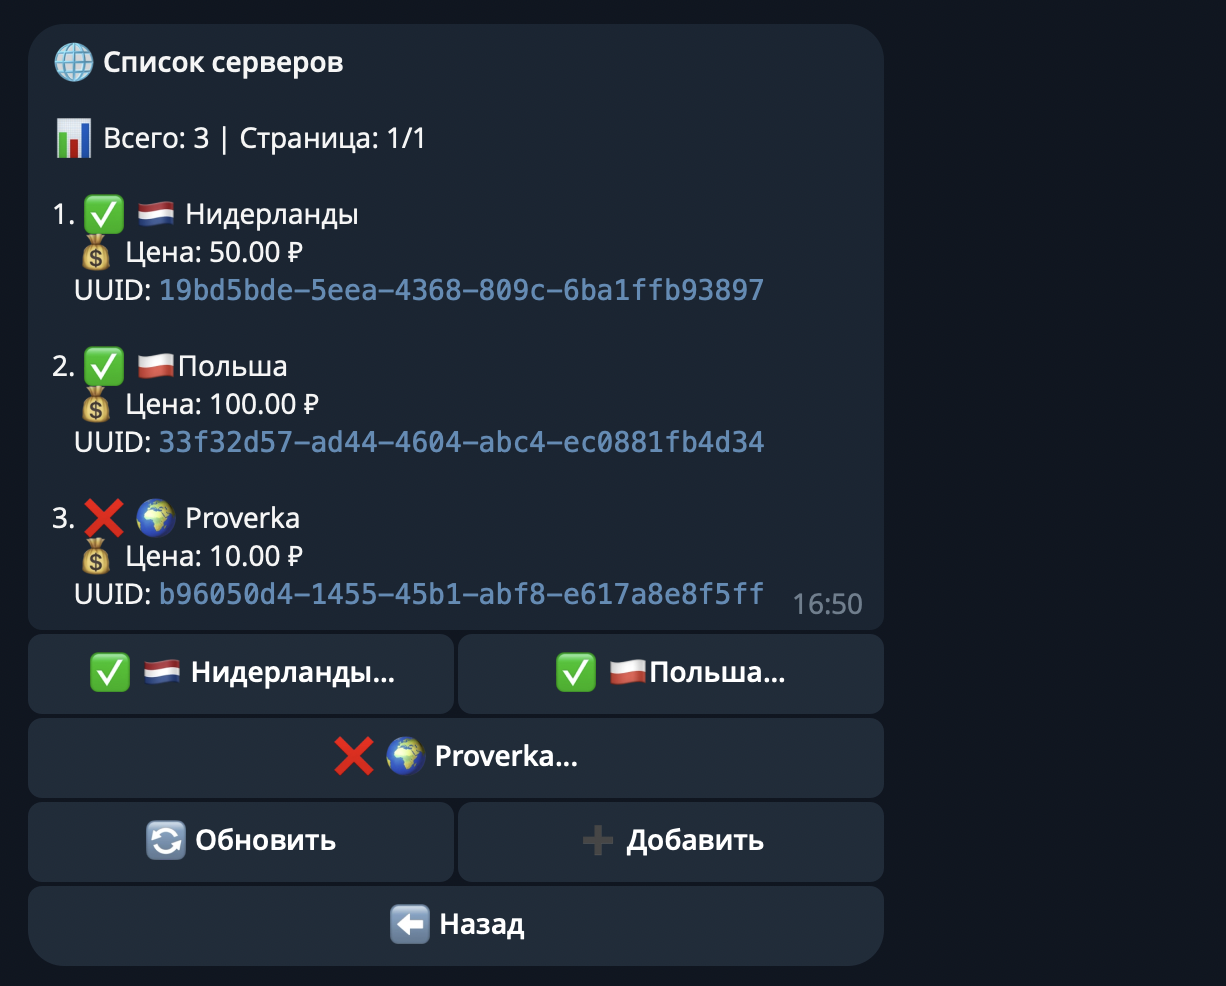 🌐 Список серверов
📊 Всего: 3 | Страница: 1/1
1. ✅ 🇳🇱 Нидерланды
💰 Цена: 50.00 ₽
UUID: 19bd5bde-5eea-4368-809c-6ba1ffb93897
2. ✅ 🇵🇱Польша
💰 Цена: 100.00 ₽
UUID: 33f32d57-ad44-4604-abc4-ec0881fb4d34
3. ❌ 🌍 Proverka
💰 Цена: 10.00 ₽
UUID: b96050d4-1455-45b1-abf8-e617a8e8f5ff
16:50
✅ 🇳🇱 Нидерланды...
✅ 🇵🇱Польша...
❌ 🌍 Proverka...
🔄 Обновить
➕ Добавить
⬅️ Назад